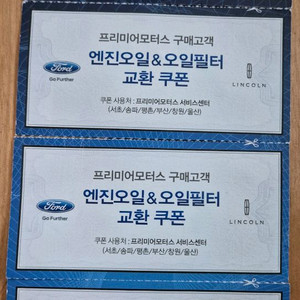 프리미어모터스 구매고객
엔진오일&오일필터
교환 쿠폰
Ford
Go Further
LINCOLN
쿠폰 사용처 : 프리미어모터스 서비스센터
(서초/송파/평촌/부산/창원/울산)
프리미어모터스 구매고객
엔진오일&오일필터
교환 쿠폰
Ford
Go Further
LINCOLN
쿠폰 사용처 : 프리미어모터스 서비스센터
(서초/송파/평촌/부산/창원/울산)